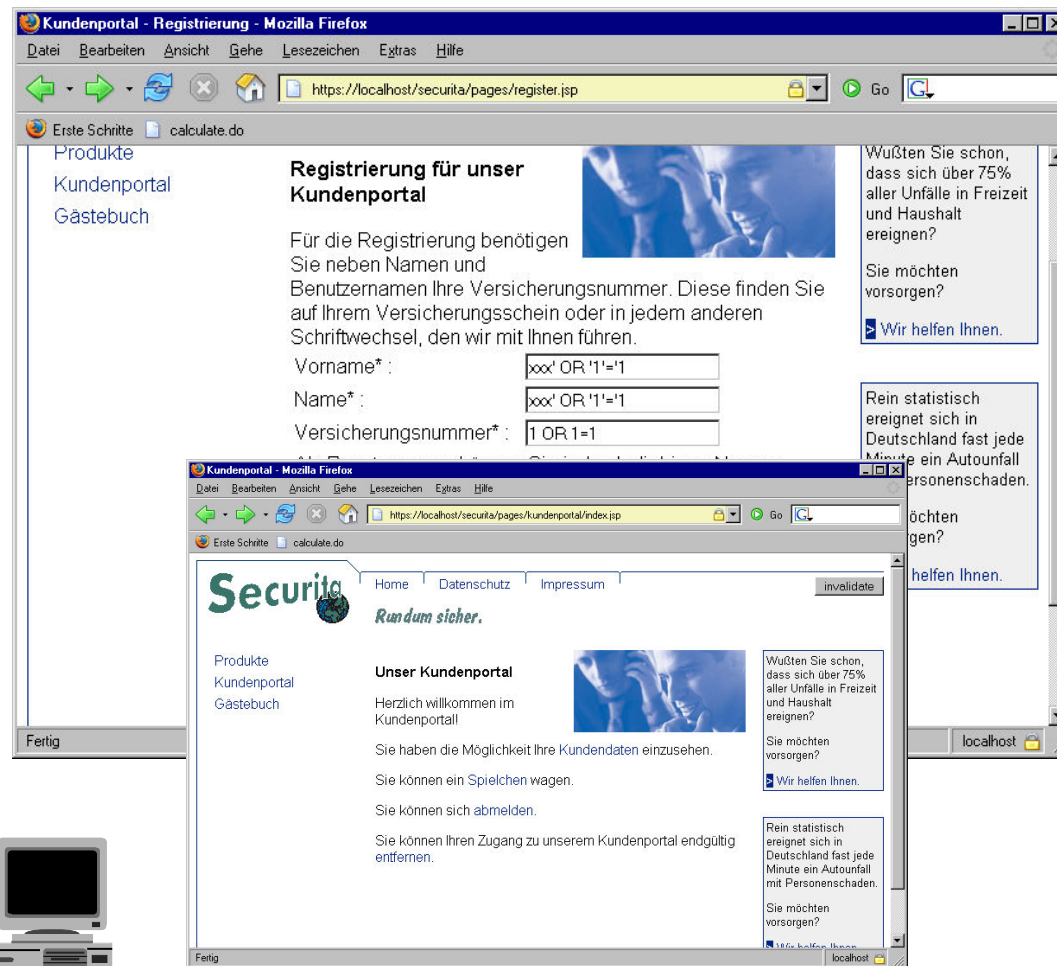 Kundenportal - Registrierung - Mozilla Firefox
Datei Bearbeiten Ansicht Gehe Lesezeichen Extras Hilfe
https://localhost/securita/pages/register.jsp
Go
Erste Schritte calculate.do
Produkte
Kundenportal
Gästebuch
Registrierung für unser
Kundenportal
Für die Registrierung benötigen
Sie neben Namen und
Benutzernamen Ihre Versicherungsnummer. Diese finden Sie
auf Ihrem Versicherungsschein oder in jedem anderen
Schriftwechsel, den wir mit Ihnen führen.
Vorname* : xxx' OR '1'='1
Name* : xxx' OR '1'='1
Versicherungsnummer* : 1 OR 1=1
Wußten Sie schon,
dass sich über 75%
aller Unfälle in Freizeit
und Haushalt
ereignen?
Sie möchten
vorsorgen?
> Wir helfen Ihnen.
Rein statistisch
ereignet sich in
Deutschland fast jede
Minute ein Autounfall
ersonenschaden.
öchten
gen?
helfen Ihnen.
Fertig
localhost
Kundenportal - Mozilla Firefox
Datei Bearbeiten Ansicht Gehe Lesezeichen Extras Hilfe
https://localhost/securita/pages/kundenportal/index.jsp
Go
Erste Schritte calculate.do
Securita
Home Datenschutz Impressum
invalidate
Rundum sicher.
Produkte
Kundenportal
Gästebuch
Unser Kundenportal
Herzlich willkommen im
Kundenportal!
Sie haben die Möglichkeit Ihre Kundendaten einzusehen.
Sie können ein Spielchen wagen.
Sie können sich abmelden.
Sie können Ihren Zugang zu unserem Kundenportal endgültig
entfernen.
Wußten Sie schon,
dass sich über 75%
aller Unfälle in Freizeit
und Haushalt
ereignen?
Sie möchten
vorsorgen?
> Wir helfen Ihnen.
Rein statistisch
ereignet sich in
Deutschland fast jede
Minute ein Autounfall
mit Personenschaden.
Sie möchten
vorsorgen?
Fertig
localhost